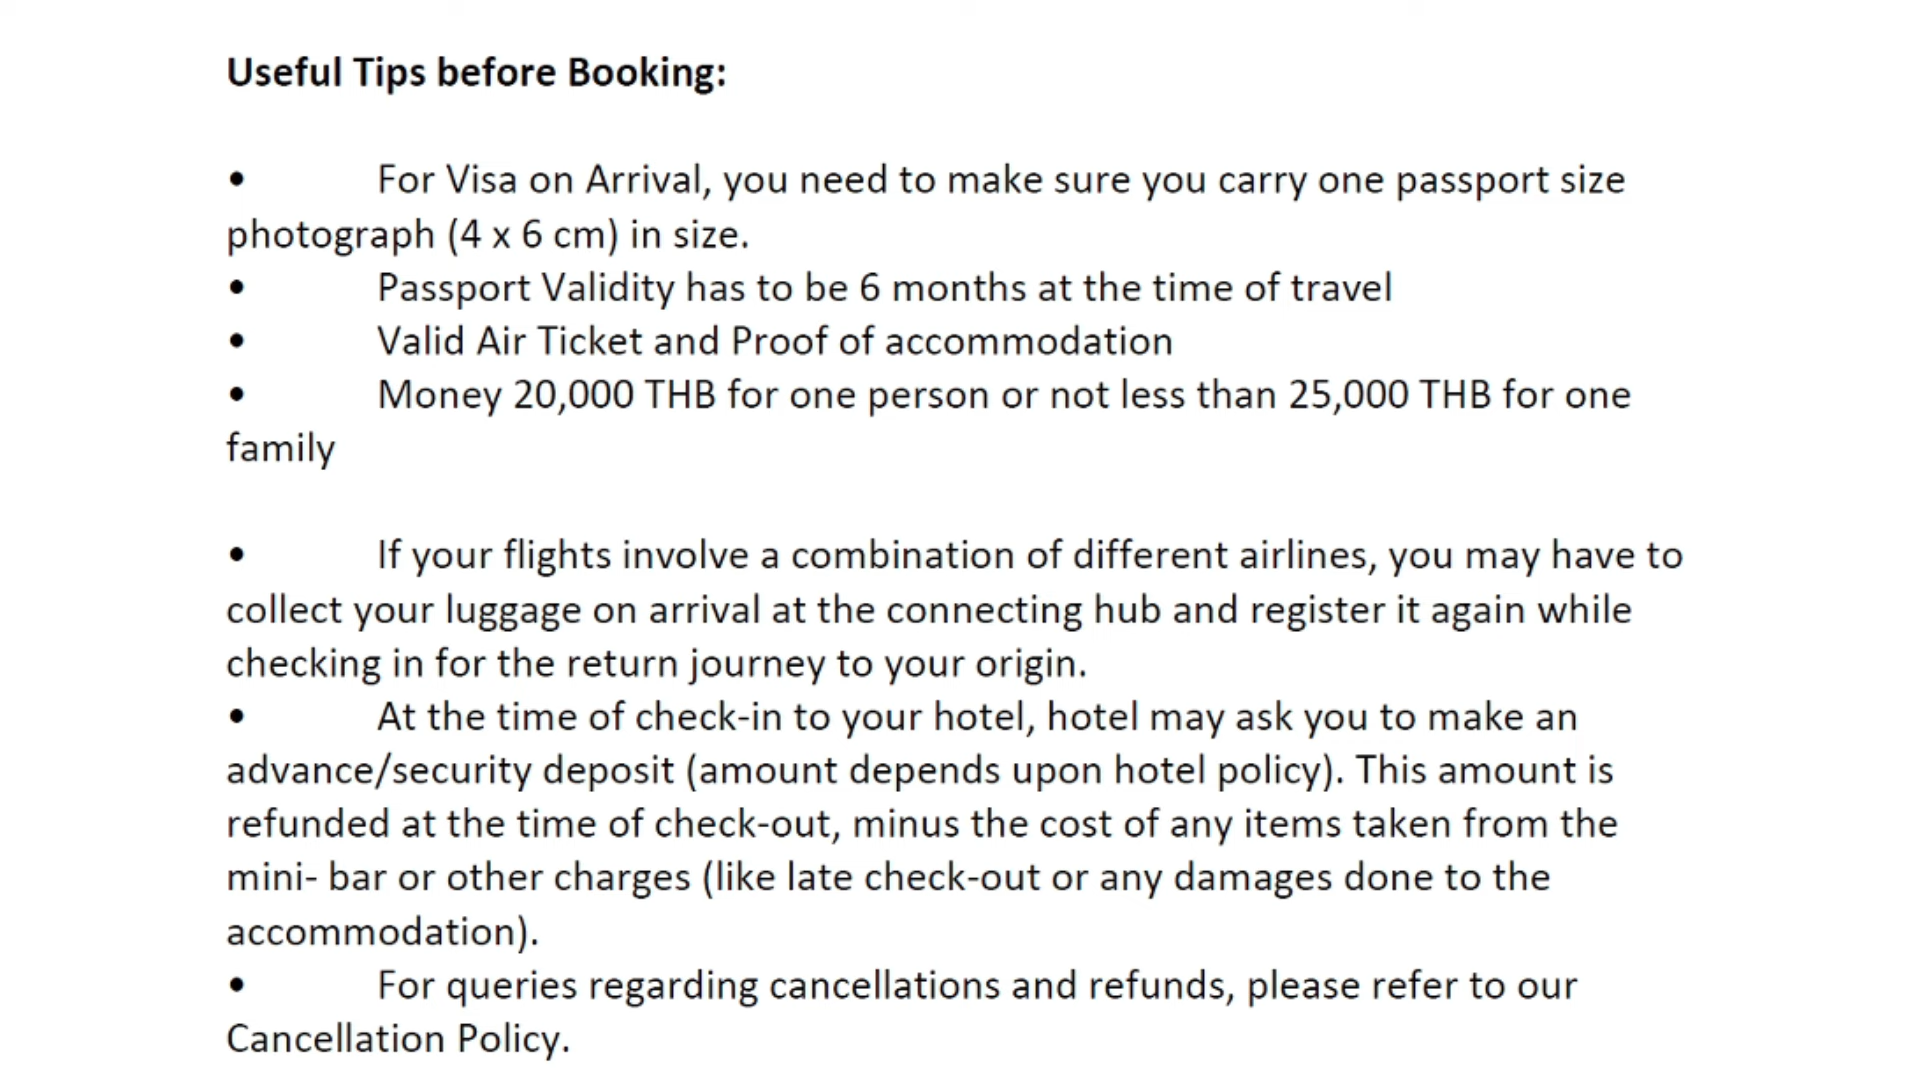 Useful Tips before Booking:
• For Visa on Arrival, you need to make sure you carry one passport size
photograph (4 x 6 cm) in size.
• Passport Validity has to be 6 months at the time of travel
• Valid Air Ticket and Proof of accommodation
• Money 20,000 THB for one person or not less than 25,000 THB for one
family
• If your flights involve a combination of different airlines, you may have to
collect your luggage on arrival at the connecting hub and register it again while
checking in for the return journey to your origin.
• At the time of check-in to your hotel, hotel may ask you to make an
advance/security deposit (amount depends upon hotel policy). This amount is
refunded at the time of check-out, minus the cost of any items taken from the
mini- bar or other charges (like late check-out or any damages done to the
accommodation).
• For queries regarding cancellations and refunds, please refer to our
Cancellation Policy.